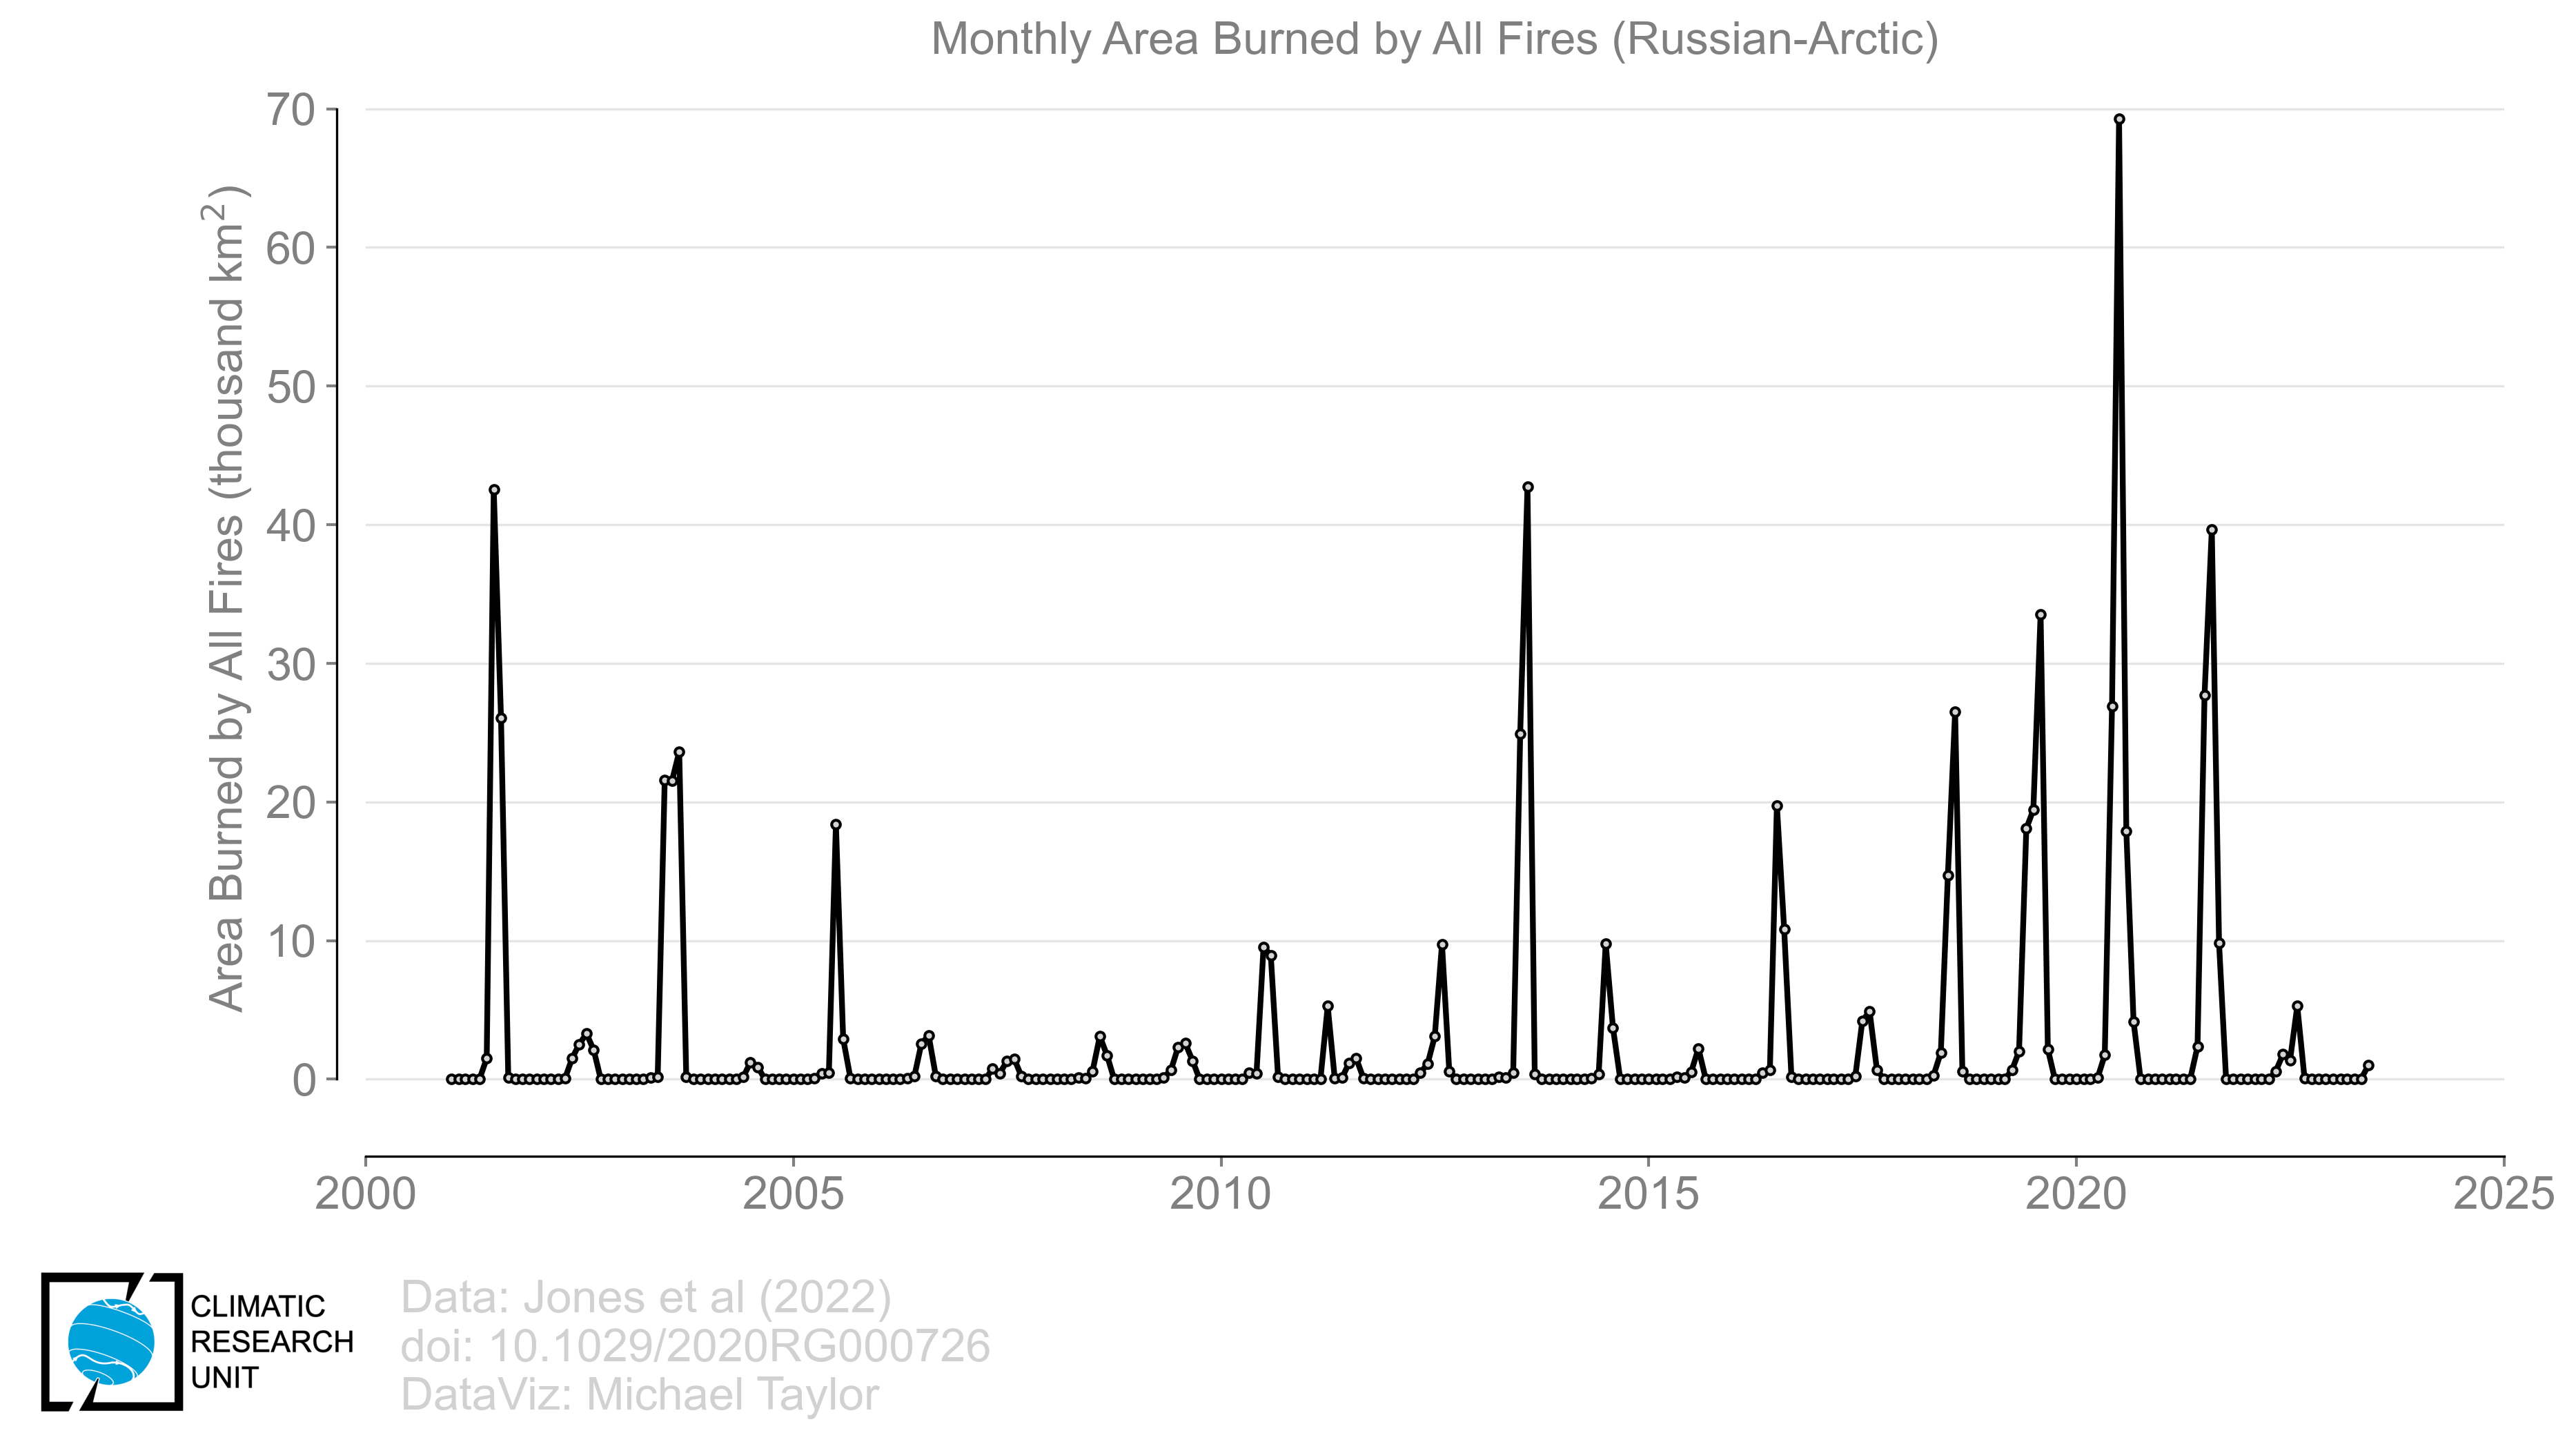 Monthly Area Burned by All Fires (Russian-Arctic)
Area Burned by All Fires (thousand km²)
70
60
50
40
30
20
10
0
2000 2005 2010 2015 2020 2025
CLIMATIC
RESEARCH
UNIT
Data: Jones et al (2022)
doi: 10.1029/2020RG000726
DataViz: Michael Taylor